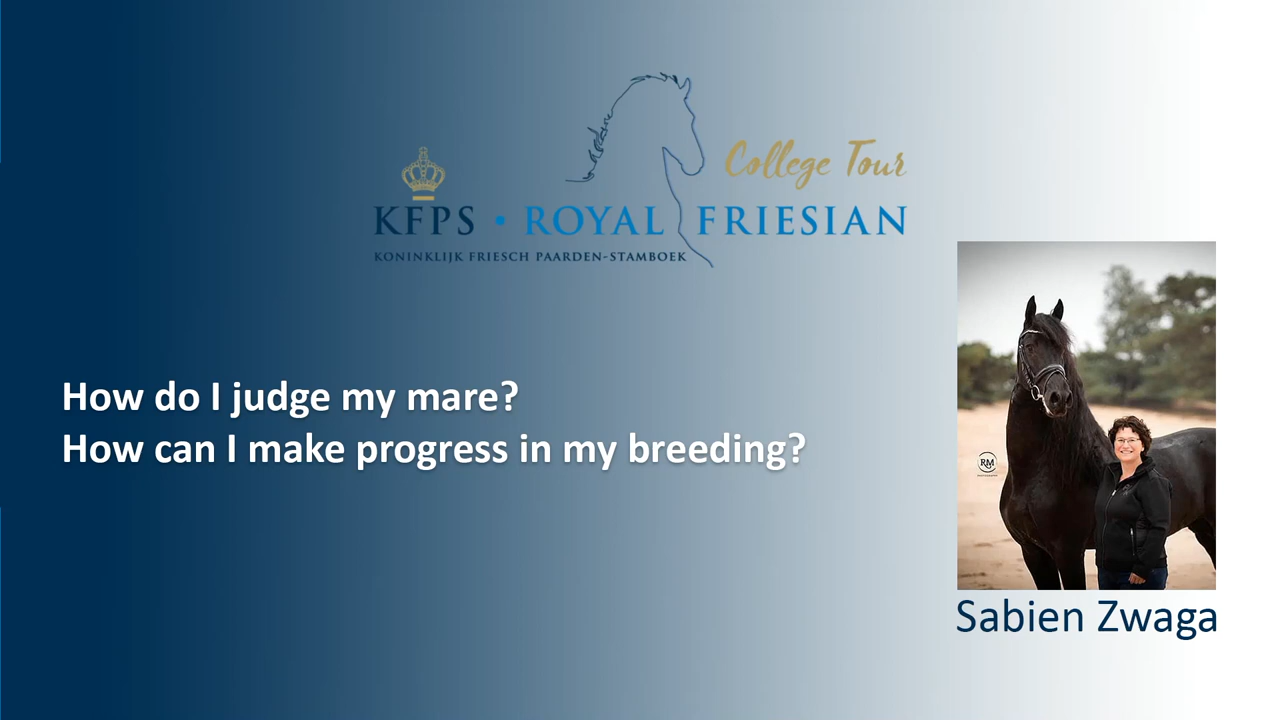 College Tour
KFPS • ROYAL FRIESIAN
KONINKLIJK FRIESCH PAARDEN-STAMBOEK
How do I judge my mare?
How can I make progress in my breeding?
RM
Sabien Zwaga